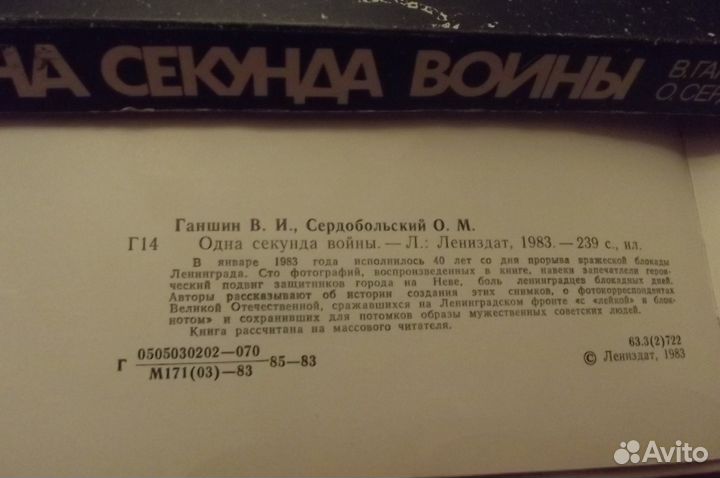 НА СЕКУНДА ВОЙНЫ В.ГА
О.СЕР
Ганшин В. И., Сердобольский О. М.
Г14 Одна секунда войны. — Л.: Лениздат, 1983. — 239 с., ил.
В январе 1983 года исполнилось 40 лет со дня прорыва вражеской блокады
Ленинграда. Сто фотографий, воспроизведенных в книге, навеки запечатлели герои-
ческий подвиг защитников города на Неве, боль ленинградцев блокадных дней.
Авторы рассказывают об истории создания этих снимков, о фотокорреспондентах
Великой Отечественной, сражавшихся на Ленинградском фронте «с «лейкой» и блок-
нотом» и сохранивших для потомков образы мужественных советских людей.
Книга рассчитана на массового читателя.
Г 0505030202—070 85—83
М171(03)—83
63.3(2)722
© Лениздат, 1983
Avito